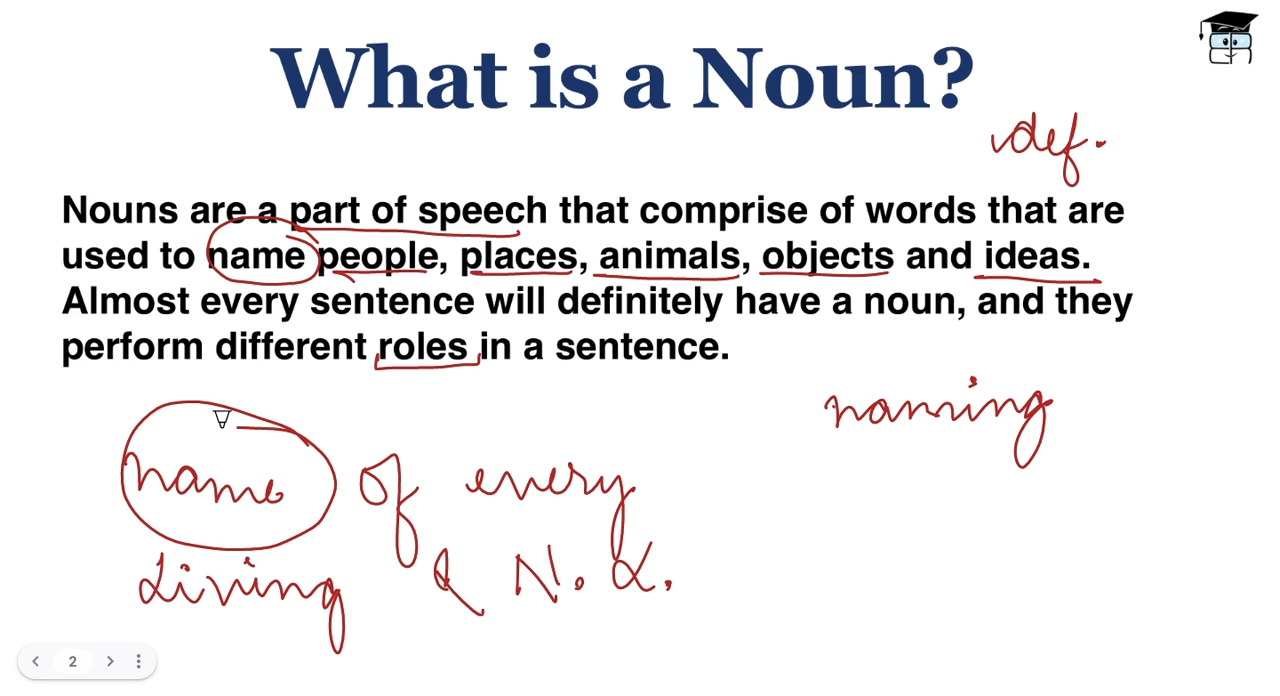 What is a Noun?
def.
Nouns are a part of speech that comprise of words that are
used to name people, places, animals, objects and ideas.
Almost every sentence will definitely have a noun, and they
perform different roles in a sentence.
naming
name of every
Living & N. L.
2